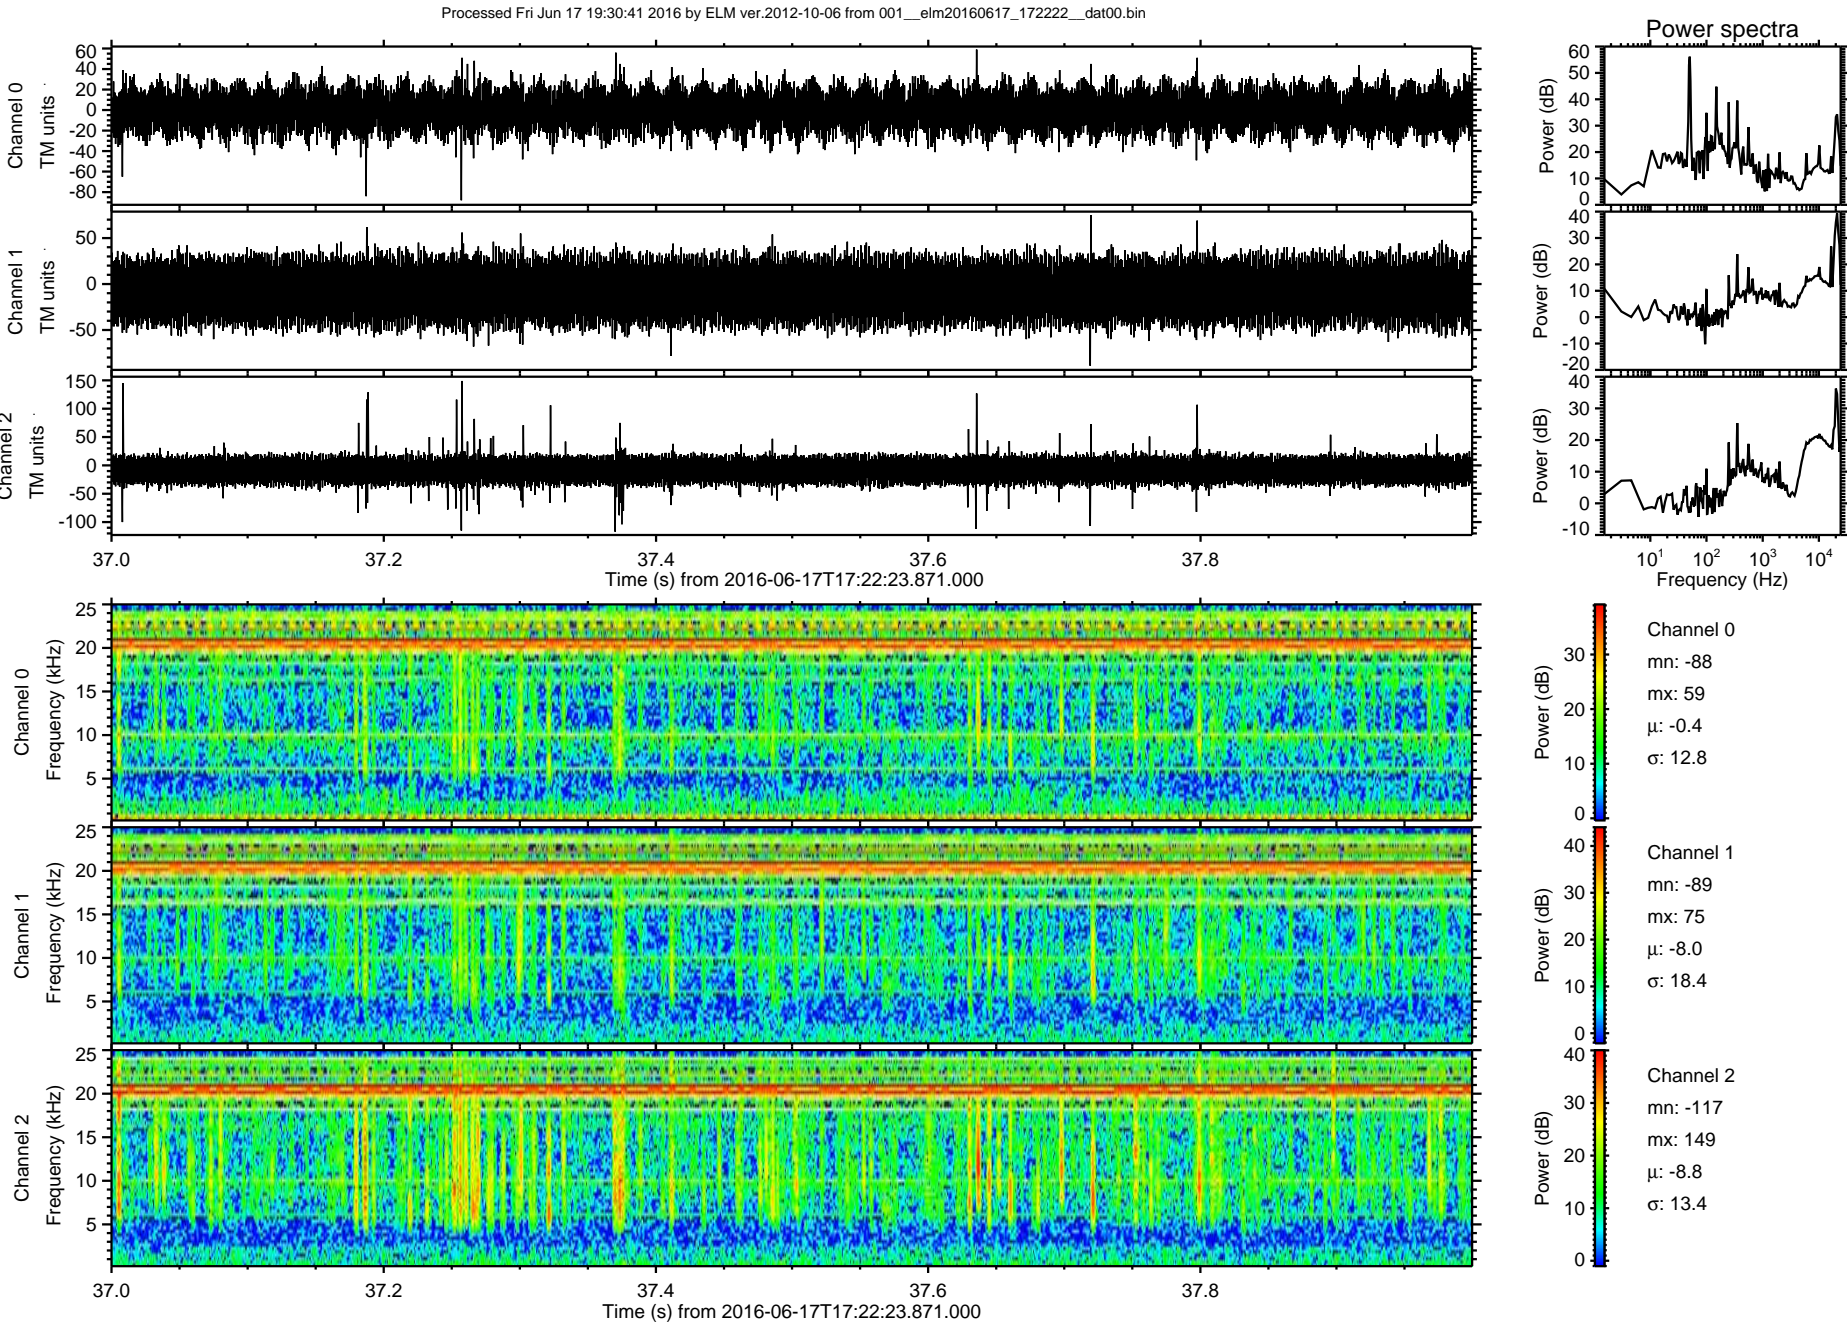 Processed Fri Jun 17 19:30:41 2016 by ELM ver.2012-10-06 from 001__elm20160617_172222__dat00.bin
Power spectra
Channel 0
TM units
60
40
20
0
-20
-40
-60
-80
Power (dB)
60
50
40
30
20
10
0
Channel 1
TM units
50
0
-50
Power (dB)
40
30
20
10
0
-10
-20
Channel 2
TM units
150
100
50
0
-50
-100
Power (dB)
40
30
20
10
0
-10
37.0 37.2 37.4 37.6 37.8
Time (s) from 2016-06-17T17:22:23.871.000
10^1 10^2 10^3 10^4
Frequency (Hz)
Channel 0
Frequency (kHz)
25
20
15
10
5
Power (dB)
30
20
10
0
Channel 0
mn: -88
mx: 59
μ: -0.4
σ: 12.8
Channel 1
Frequency (kHz)
25
20
15
10
5
Power (dB)
40
30
20
10
0
Channel 1
mn: -89
mx: 75
μ: -8.0
σ: 18.4
Channel 2
Frequency (kHz)
25
20
15
10
5
Power (dB)
40
30
20
10
0
Channel 2
mn: -117
mx: 149
μ: -8.8
σ: 13.4
37.0 37.2 37.4 37.6 37.8
Time (s) from 2016-06-17T17:22:23.871.000